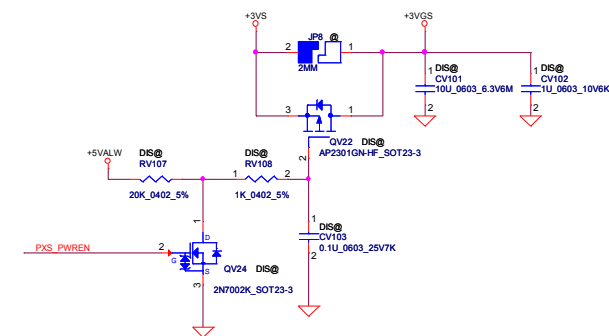 +3VS
+3VGS
JP8 @
2 1
2MM
DIS@
1
CV101
10U_0603_6.3V6M
2
DIS@
1
CV102
1U_0603_10V6K
2
3 1
QV22 DIS@
AP2301GN-HF_SOT23-3
2
+5VALW
DIS@
RV107
20K_0402_5%
DIS@
RV108
1 2
1K_0402_5%
1
DIS@
CV103
0.1U_0603_25V7K
2
PXS_PWREN
2
1
D
G
S
3
QV24 DIS@
2N7002K_SOT23-3